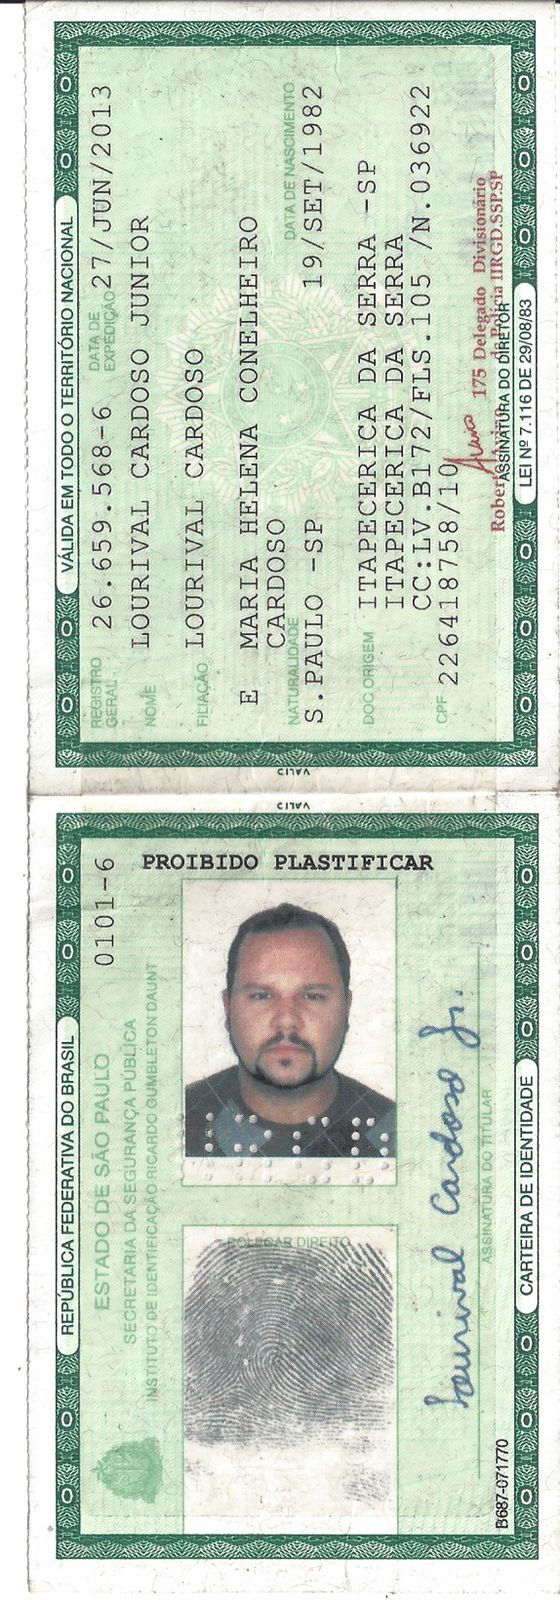 VÁLIDA EM TODO O TERRITÓRIO NACIONAL
REGISTRO GERAL 26.659.568-6 DATA DE EXPEDIÇÃO 27/JUN/2013
NOME LOURIVAL CARDOSO JUNIOR
FILIAÇÃO LOURIVAL CARDOSO
E MARIA HELENA CONELHEIRO
CARDOSO
NATURALIDADE S.PAULO -SP DATA DE NASCIMENTO 19/SET/1982
DOC ORIGEM ITAPECERICA DA SERRA -SP
ITAPECERICA DA SERRA
CC:LV.B172/FLS.105 /N.036922
CPF 226418758/10
175 Delegado Divisionário
de Polícia IIRGD.SSP.SP
ASSINATURA DO DIRETOR
LEI Nº 7.116 DE 29/08/83
VALID
VALID
REPÚBLICA FEDERATIVA DO BRASIL
ESTADO DE SÃO PAULO 0101-6
SECRETARIA DA SEGURANÇA PÚBLICA
INSTITUTO DE IDENTIFICAÇÃO RICARDO GUMBLETON DAUNT
PROIBIDO PLASTIFICAR
POLEGAR DIREITO
Lourival Cardoso Jr.
ASSINATURA DO TITULAR
B687-071770
CARTEIRA DE IDENTIDADE